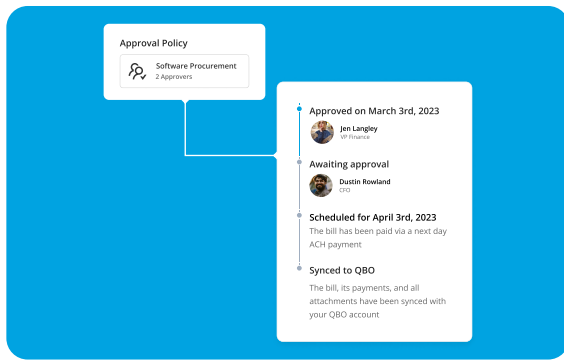 Approval Policy
Software Procurement
2 Approvers
Approved on March 3rd, 2023
Jen Langley
VP Finance
Awaiting approval
Dustin Rowland
CFO
Scheduled for April 3rd, 2023
The bill has been paid via a next day
ACH payment
Synced to QBO
The bill, its payments, and all
attachments have been synced with
your QBO account